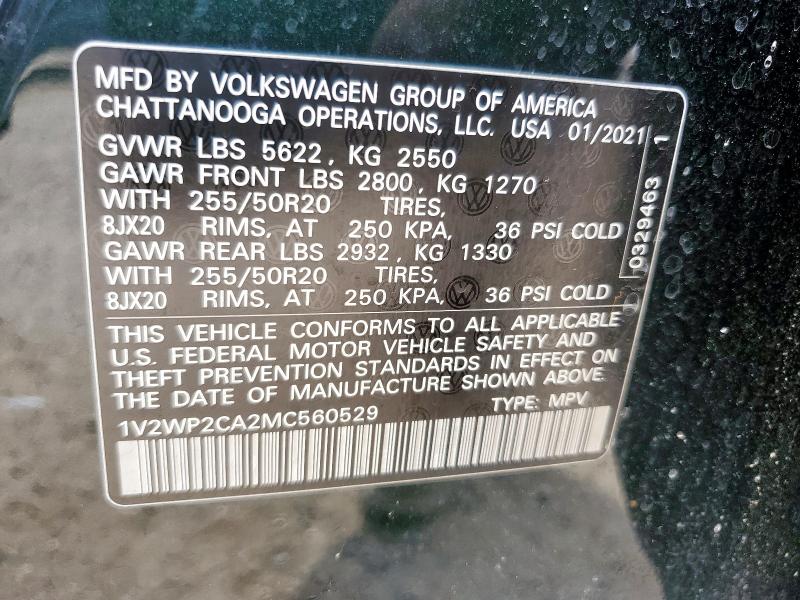 MFD BY VOLKSWAGEN GROUP OF AMERICA
CHATTANOOGA OPERATIONS, LLC. USA 01/2021
GVWR LBS 5622, KG 2550
GAWR FRONT LBS 2800, KG 1270
WITH 255/50R20 TIRES,
8JX20 RIMS, AT 250 KPA, 36 PSI COLD
GAWR REAR LBS 2932, KG 1330
WITH 255/50R20 TIRES,
8JX20 RIMS, AT 250 KPA, 36 PSI COLD
0329463 1
THIS VEHICLE CONFORMS TO ALL APPLICABLE
U.S. FEDERAL MOTOR VEHICLE SAFETY AND
THEFT PREVENTION STANDARDS IN EFFECT ON
THE DATE OF MANUFACTURE SHOWN ABOVE.
1V2WP2CA2MC560529 TYPE: MPV